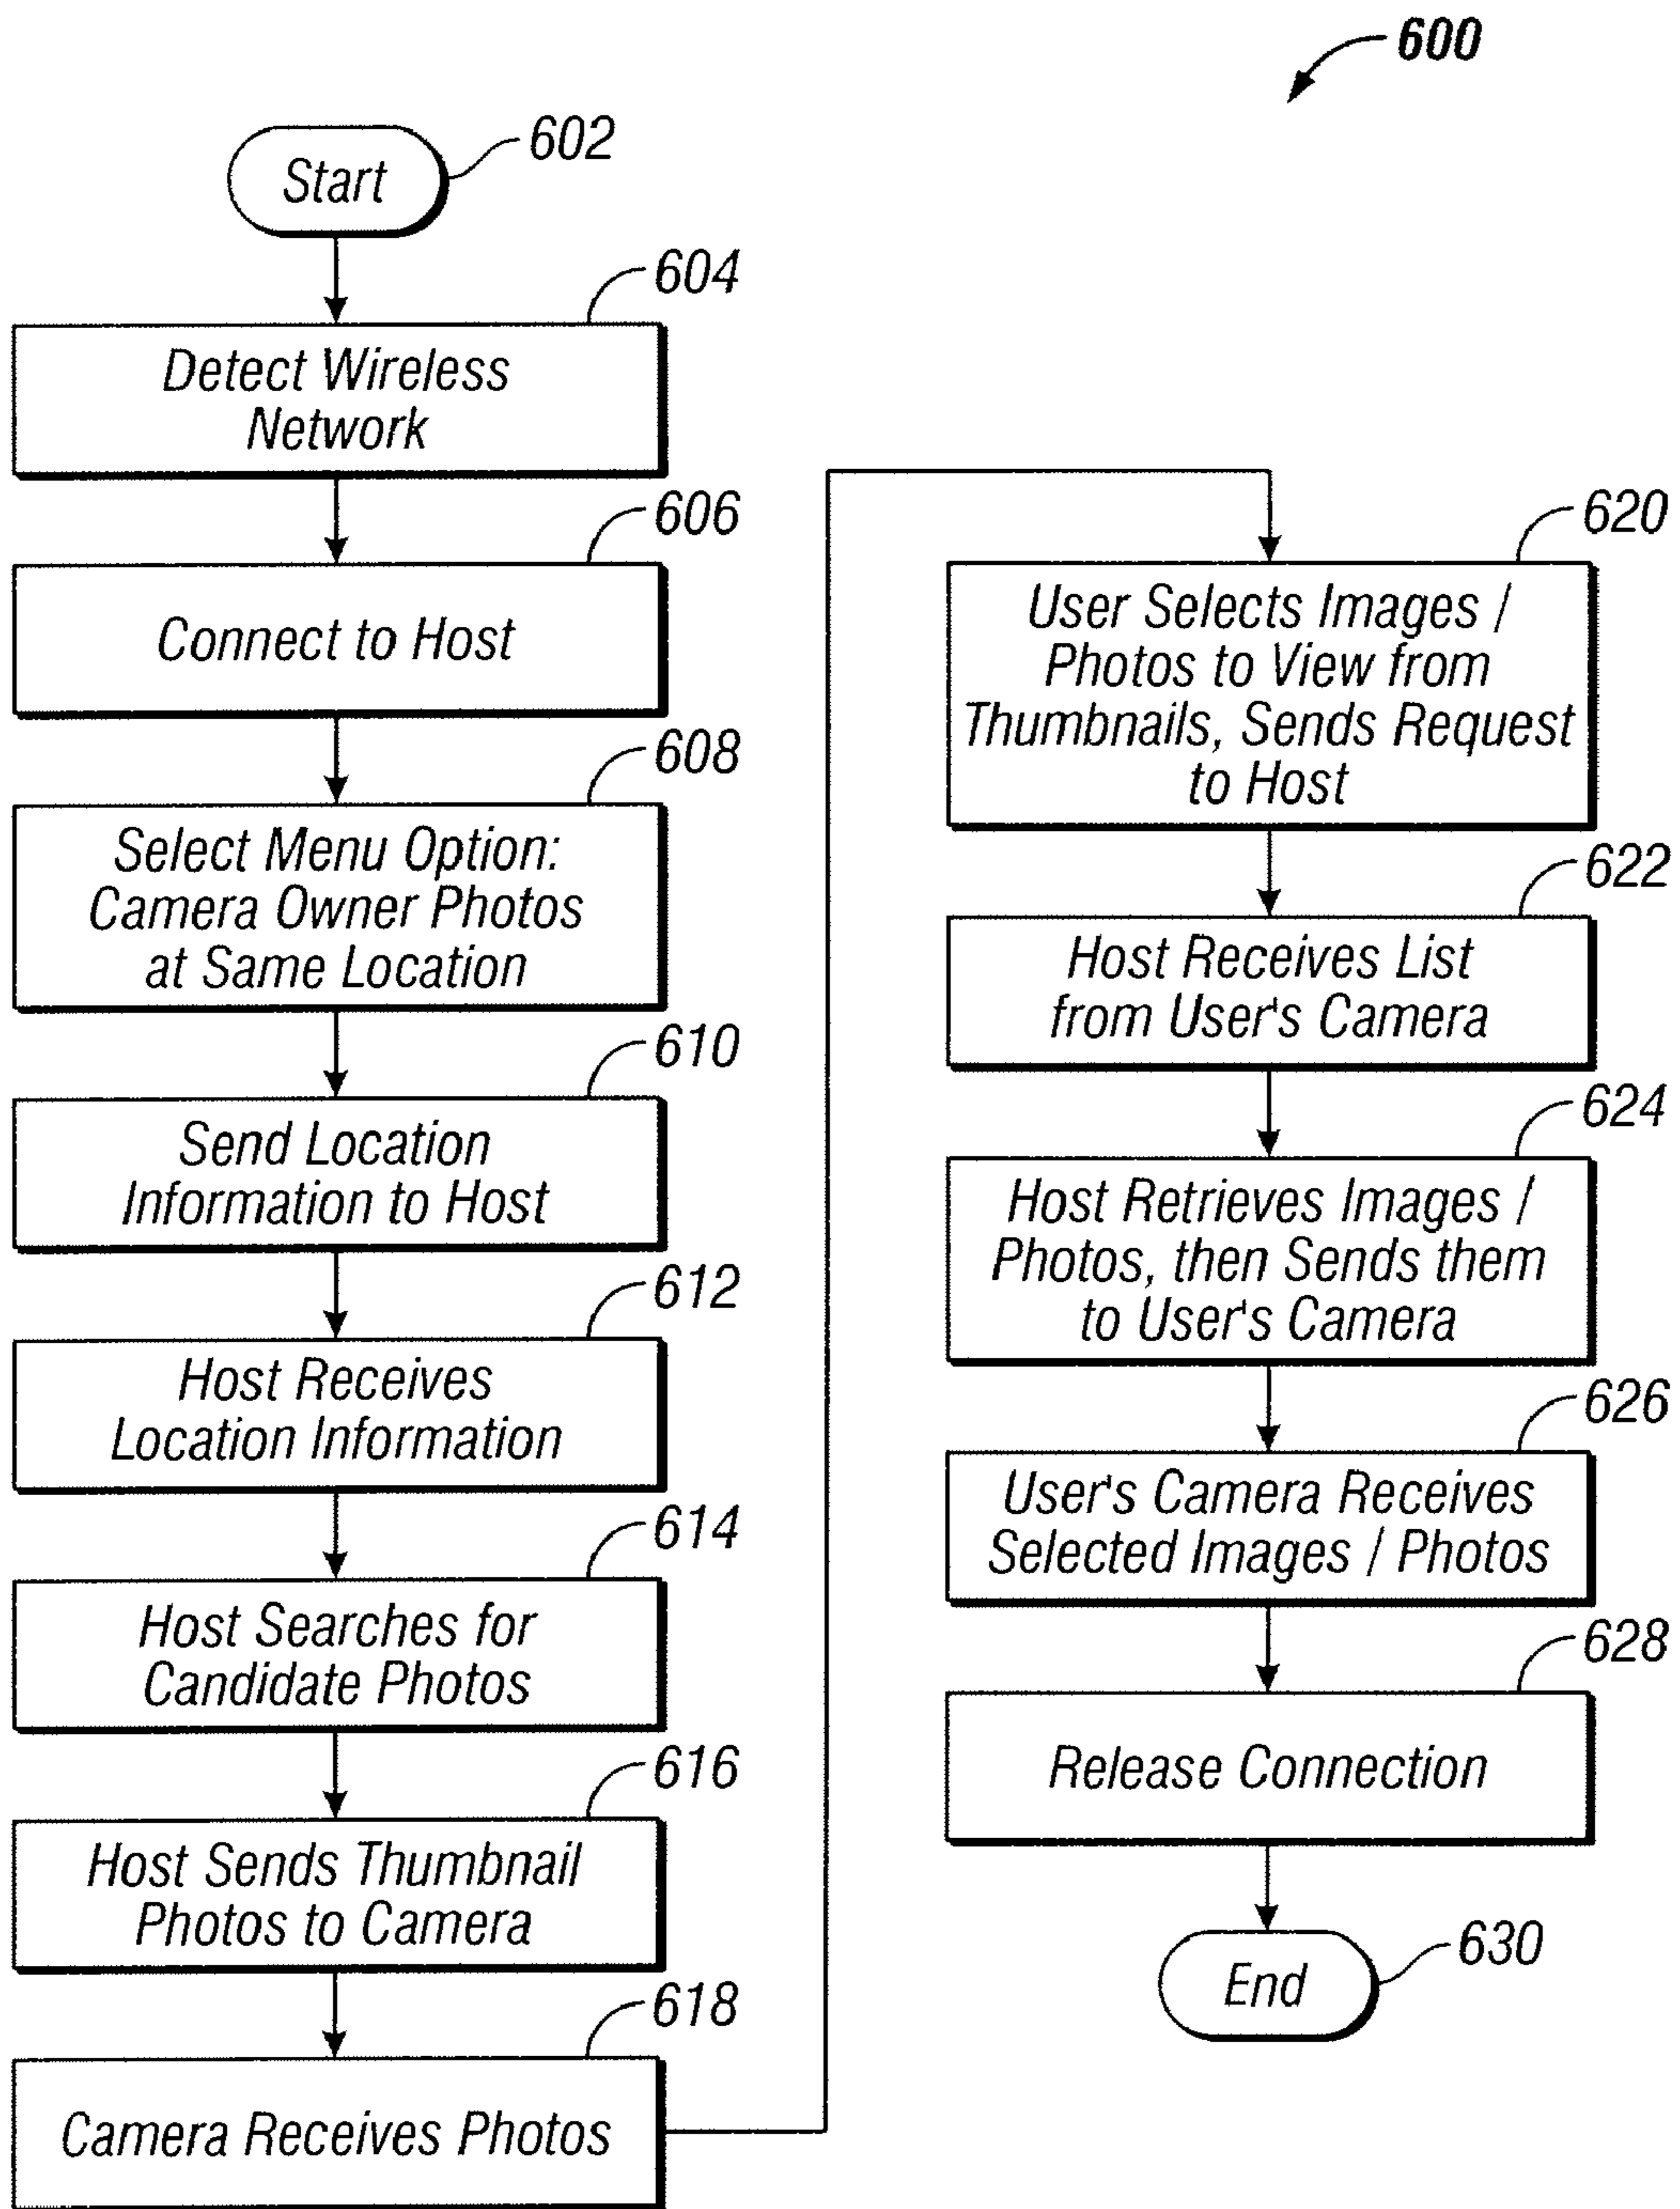 600
Start
602
604
Detect Wireless
Network
606
Connect to Host
608
Select Menu Option:
Camera Owner Photos
at Same Location
610
Send Location
Information to Host
612
Host Receives
Location Information
614
Host Searches for
Candidate Photos
616
Host Sends Thumbnail
Photos to Camera
618
Camera Receives Photos
620
User Selects Images /
Photos to View from
Thumbnails, Sends Request
to Host
622
Host Receives List
from User's Camera
624
Host Retrieves Images /
Photos, then Sends them
to User's Camera
626
User's Camera Receives
Selected Images / Photos
628
Release Connection
End
630